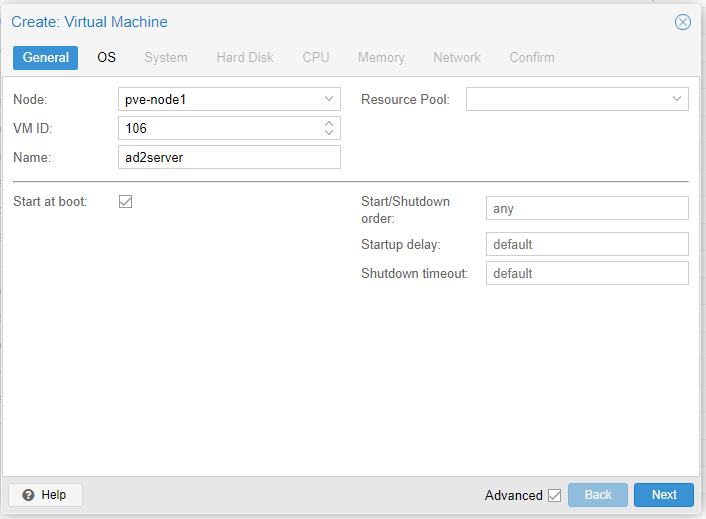 Create: Virtual Machine
General OS System Hard Disk CPU Memory Network Confirm
Node: pve-node1 Resource Pool:
VM ID: 106
Name: ad2server
Start at boot: Start/Shutdown order: any
Startup delay: default
Shutdown timeout: default
Help Advanced Back Next